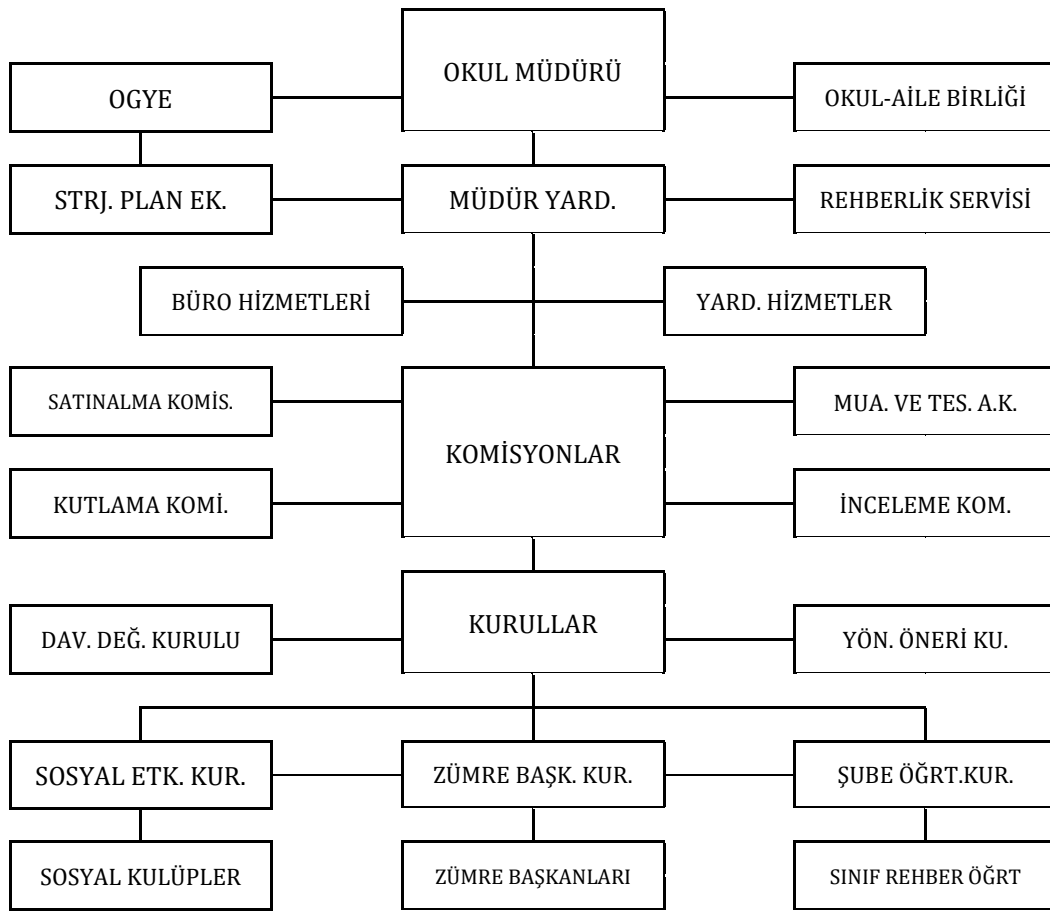 OKUL MÜDÜRÜ
OGYE
OKUL-AİLE BİRLİĞİ
STRJ. PLAN EK.
MÜDÜR YARD.
REHBERLİK SERVİSİ
BÜRO HİZMETLERİ
YARD. HİZMETLER
SATINALMA KOMİS.
MUA. VE TES. A.K.
KOMİSYONLAR
KUTLAMA KOMİ.
İNCELEME KOM.
KURULLAR
DAV. DEĞ. KURULU
YÖN. ÖNERİ KU.
SOSYAL ETK. KUR.
ZÜMRE BAŞK. KUR.
ŞUBE ÖĞRT.KUR.
SOSYAL KULÜPLER
ZÜMRE BAŞKANLARI
SINIF REHBER ÖĞRT